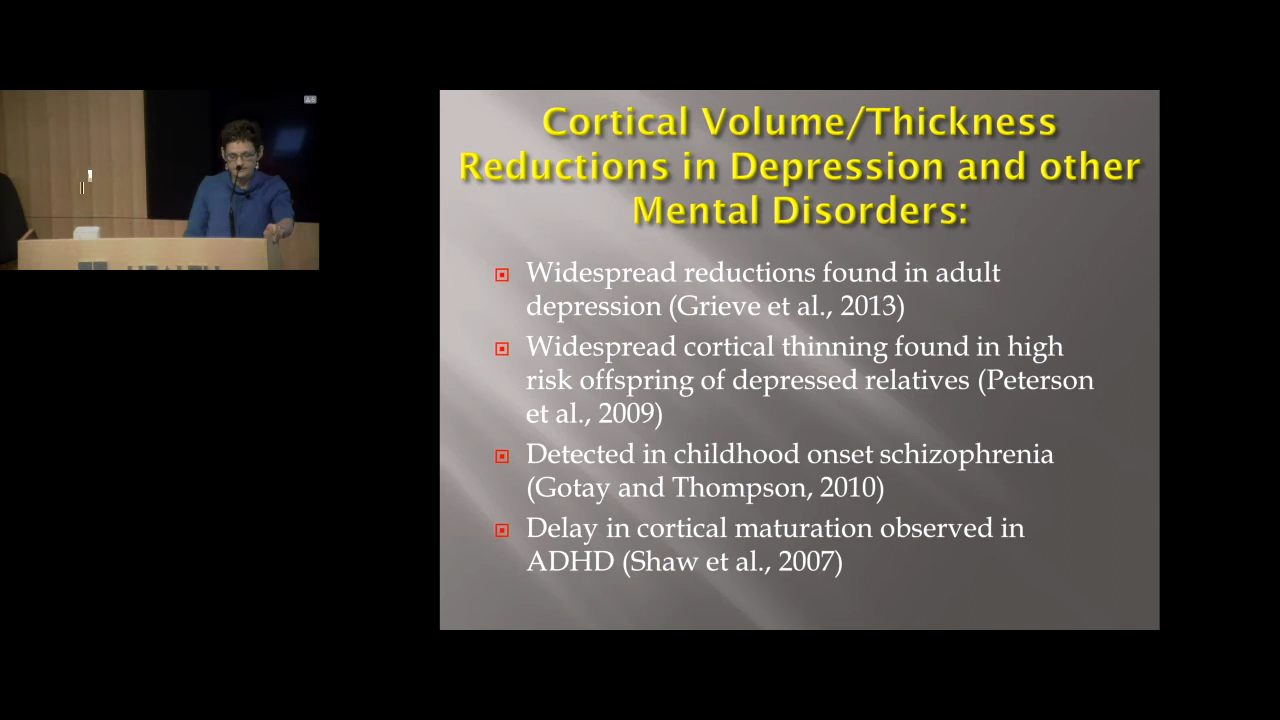 Cortical Volume/Thickness
Reductions in Depression and other
Mental Disorders:
Widespread reductions found in adult
depression (Grieve et al., 2013)
Widespread cortical thinning found in high
risk offspring of depressed relatives (Peterson
et al., 2009)
Detected in childhood onset schizophrenia
(Gotay and Thompson, 2010)
Delay in cortical maturation observed in
ADHD (Shaw et al., 2007)